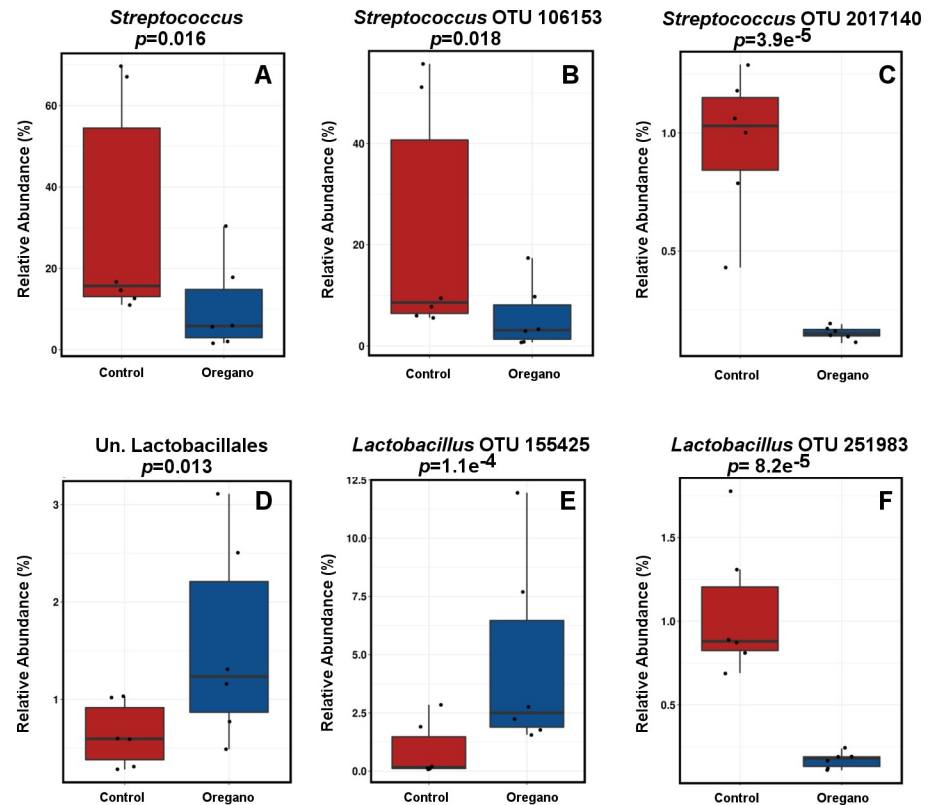 Streptococcus
p=0.016
A
Relative Abundance (%)
60
40
20
0
Control Oregano
Streptococcus OTU 106153
p=0.018
B
Relative Abundance (%)
40
20
0
Control Oregano
Streptococcus OTU 2017140
p=3.9e-5
C
Relative Abundance (%)
1.0
0.5
Control Oregano
Un. Lactobacillales
p=0.013
D
Relative Abundance (%)
3
2
1
Control Oregano
Lactobacillus OTU 155425
p=1.1e-4
E
Relative Abundance (%)
12.5
10.0
7.5
5.0
2.5
0.0
Control Oregano
Lactobacillus OTU 251983
p= 8.2e-5
F
Relative Abundance (%)
1.5
1.0
0.5
Control Oregano